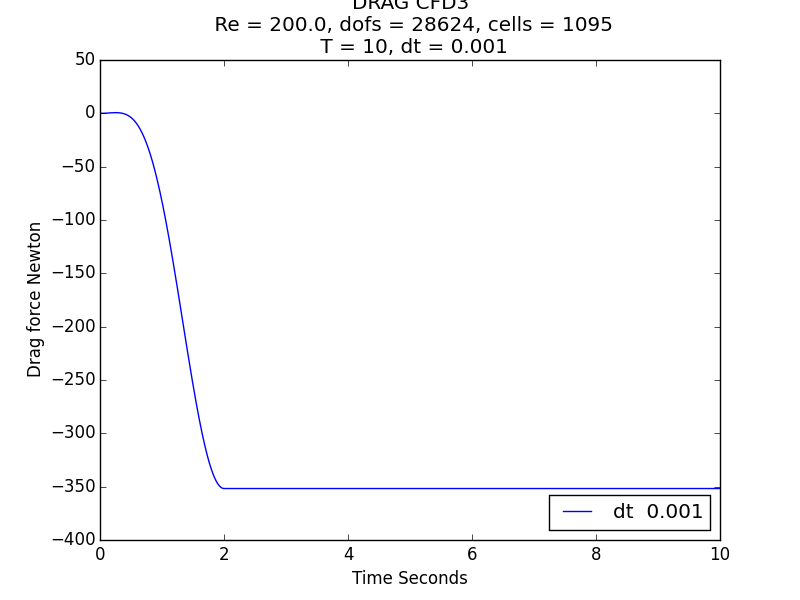 DRAG CFD3
Re = 200.0, dofs = 28624, cells = 1095
T = 10, dt = 0.001
50
0
−50
−100
−150
−200
−250
−300
−350
−400
Drag force Newton
dt 0.001
0
2
4
6
8
10
Time Seconds